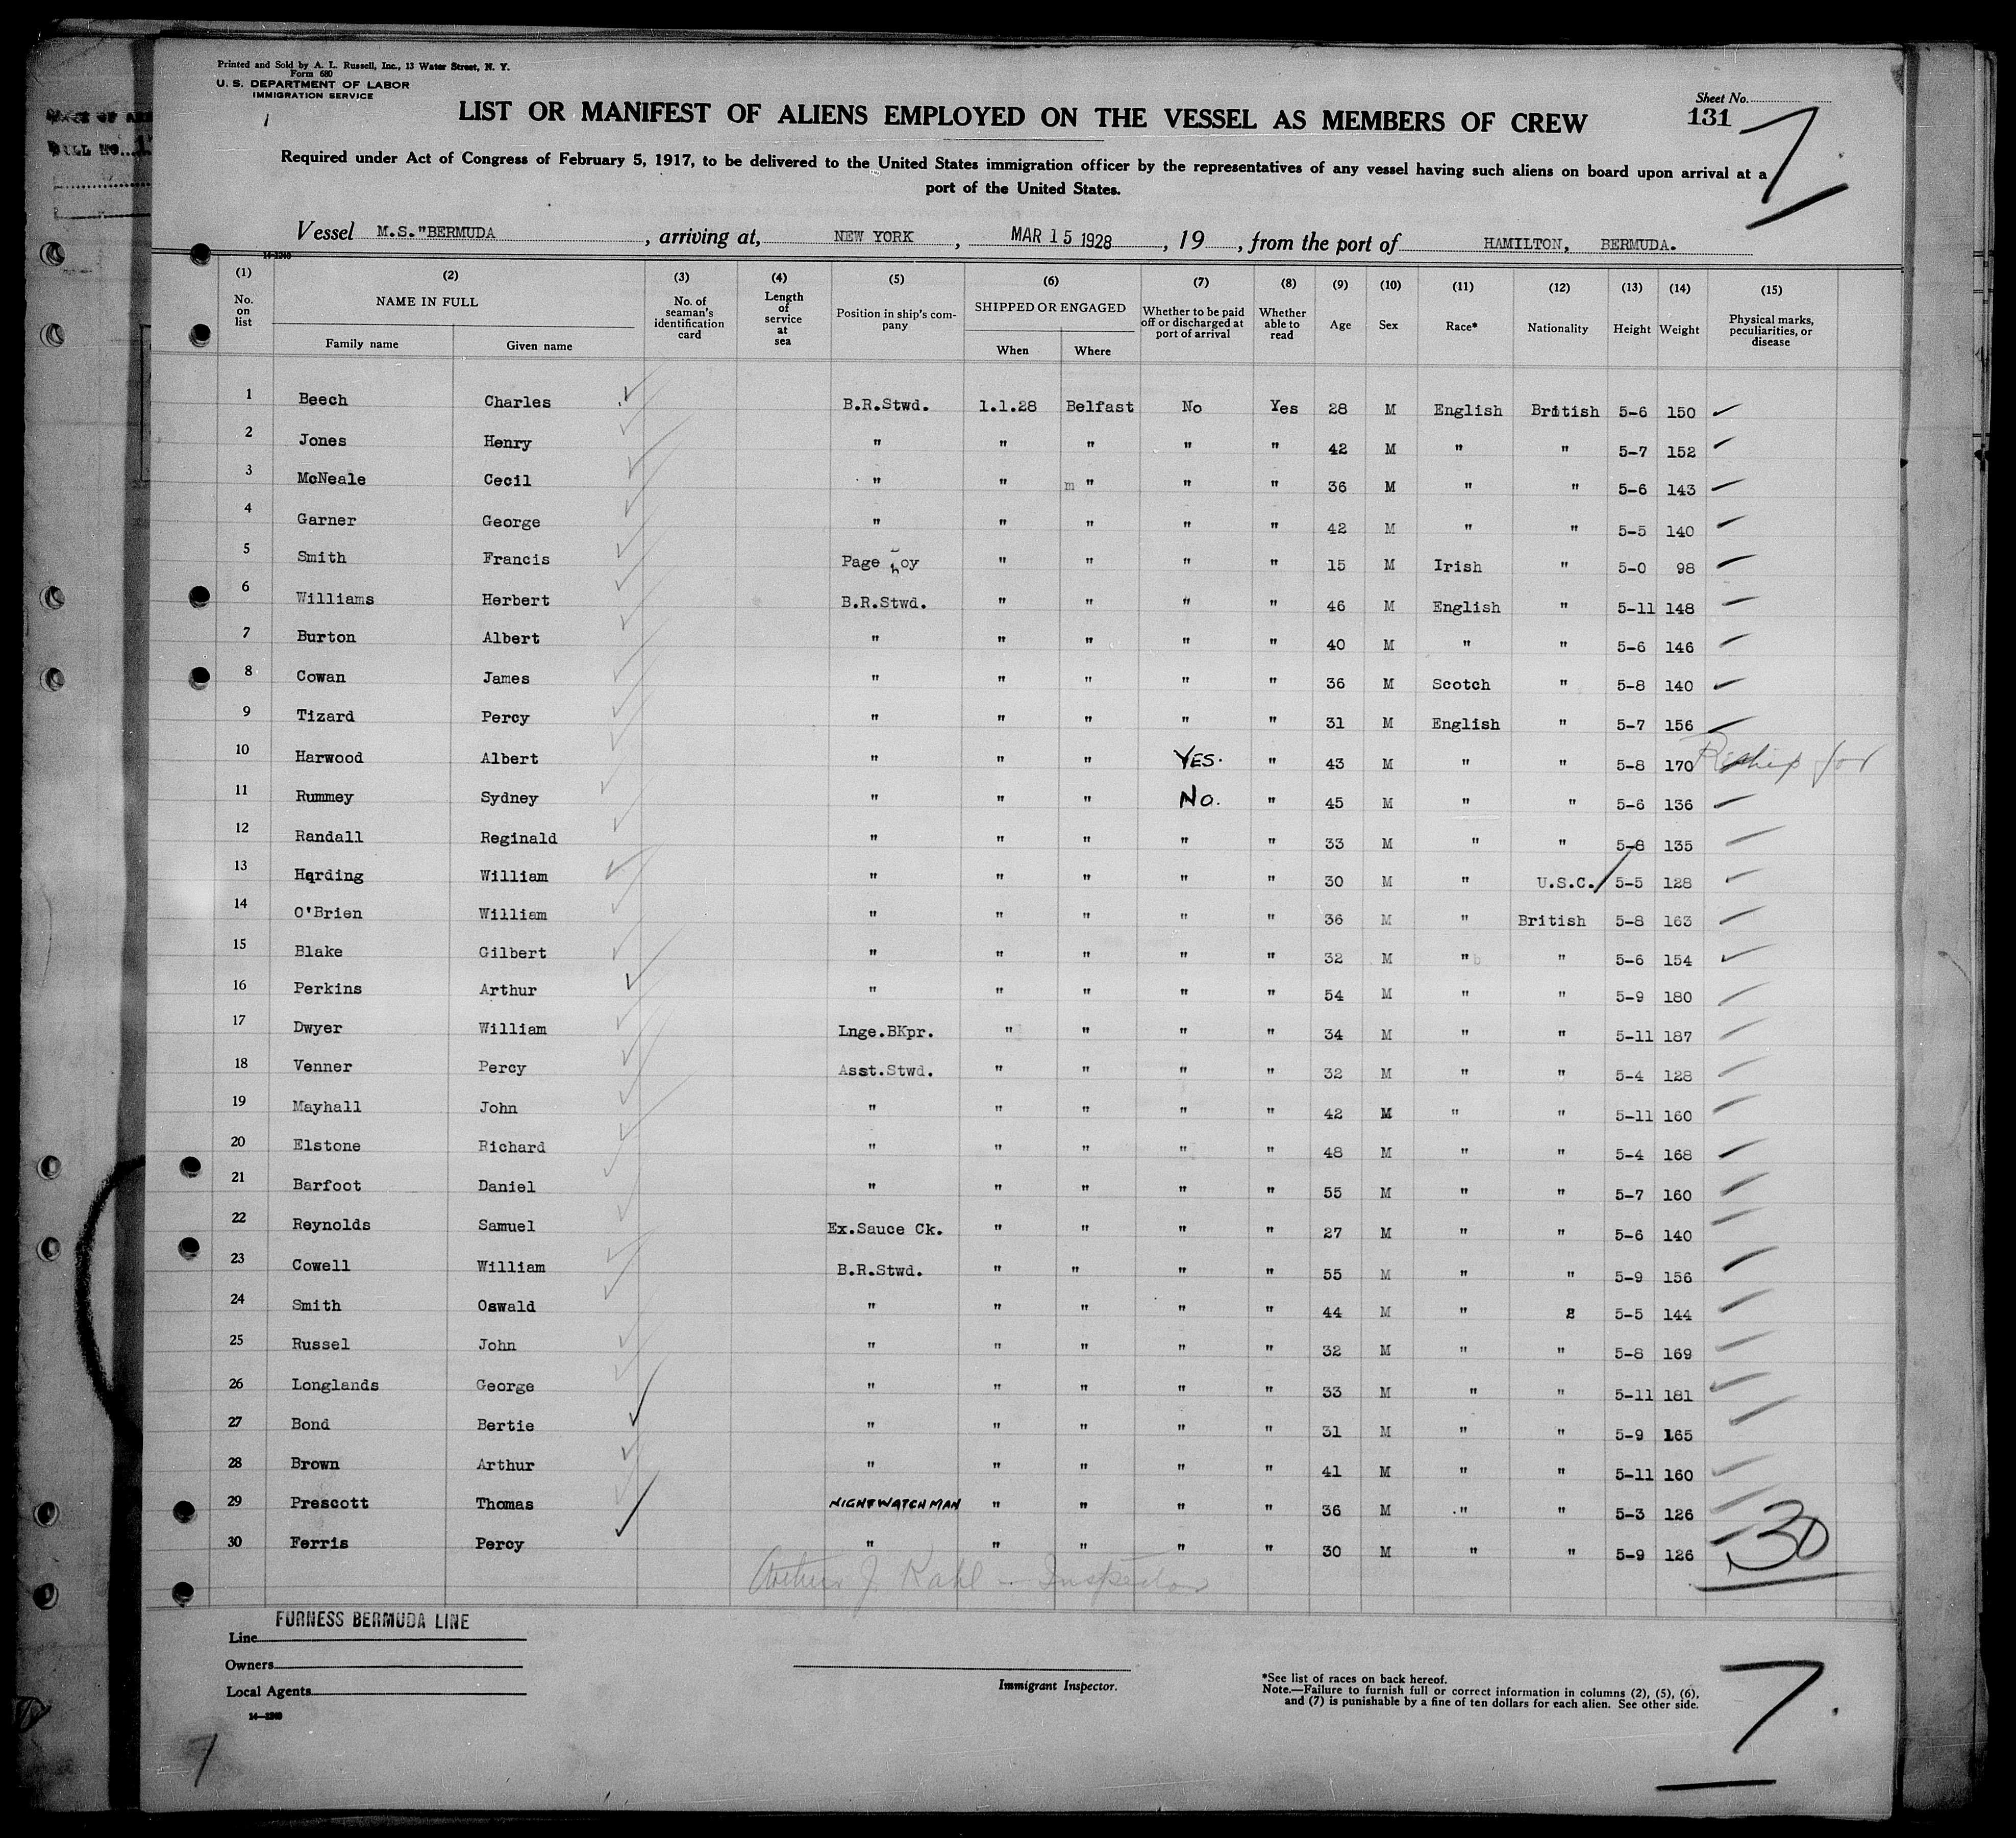 Printed and Sold by A. L. Russell, Inc., 13 Water Street, N. Y.
Form 680
U. S. DEPARTMENT OF LABOR
IMMIGRATION SERVICE
LIST OR MANIFEST OF ALIENS EMPLOYED ON THE VESSEL AS MEMBERS OF CREW
Sheet No.
131
7
Required under Act of Congress of February 5, 1917, to be delivered to the United States immigration officer by the representatives of any vessel having such aliens on board upon arrival at a
port of the United States.
Vessel M.S."BERMUDA, arriving at, NEW YORK, MAR 15 1928, 19, from the port of HAMILTON, BERMUDA.
14-1240
(1) (2) (3) (4) (5) (6) (7) (8) (9) (10) (11) (12) (13) (14) (15)
No. on list NAME IN FULL Family name Given name No. of seaman's identification card Length of service at sea Position in ship's company SHIPPED OR ENGAGED When Where Whether to be paid off or discharged at port of arrival Whether able to read Age Sex Race* Nationality Height Weight Physical marks, peculiarities, or disease
1 Beech Charles B.R.Stwd. 1.1.28 Belfast No Yes 28 M English British 5-6 150
2 Jones Henry " " " " " 42 M " " 5-7 152
3 McNeale Cecil " " m " " " 36 M " " 5-6 143
4 Garner George " " " " " 42 M " " 5-5 140
5 Smith Francis Page boy " " " " 15 M Irish " 5-0 98
6 Williams Herbert B.R.Stwd. " " " " 46 M English " 5-11 148
7 Burton Albert " " " " " 40 M " " 5-6 146
8 Cowan James " " " " " 36 M Scotch " 5-8 140
9 Tizard Percy " " " " " 31 M English " 5-7 156
10 Harwood Albert " " " YES. " 43 M " " 5-8 170 Reship for
11 Rummey Sydney " " " No. " 45 M " " 5-6 136
12 Randall Reginald " " " " " 33 M " " 5-8 135
13 Harding William " " " " " 30 M " U.S.C. 5-5 128
14 O'Brien William " " " " " 36 M " British 5-8 163
15 Blake Gilbert " " " " " 32 M " " 5-6 154
16 Perkins Arthur " " " " " 54 M " " 5-9 180
17 Dwyer William Lnge.BKpr. " " " " 34 M " " 5-11 187
18 Venner Percy Asst.Stwd. " " " " 32 M " " 5-4 128
19 Mayhall John " " " " " 42 M " " 5-11 160
20 Elstone Richard " " " " " 48 M " " 5-4 168
21 Barfoot Daniel " " " " " 55 M " " 5-7 160
22 Reynolds Samuel Ex.Sauce Ck. " " " " 27 M " " 5-6 140
23 Cowell William B.R.Stwd. " " " " 55 M " " 5-9 156
24 Smith Oswald " " " " " 44 M " 2 5-5 144
25 Russel John " " " " " 32 M " " 5-8 169
26 Longlands George " " " " " 33 M " " 5-11 181
27 Bond Bertie " " " " " 31 M " " 5-9 165
28 Brown Arthur " " " " " 41 M " " 5-11 160
29 Prescott Thomas NIGHTWATCHMAN " " " " 36 M " " 5-3 126
30 Ferris Percy " " " " " 30 M " " 5-9 126
30
Arthur J. Kahl - Inspector
FURNESS BERMUDA LINE
Line
Owners
Local Agents
14-1240
Immigrant Inspector.
*See list of races on back hereof.
Note.—Failure to furnish full or correct information in columns (2), (5), (6),
and (7) is punishable by a fine of ten dollars for each alien. See other side.
7.
7